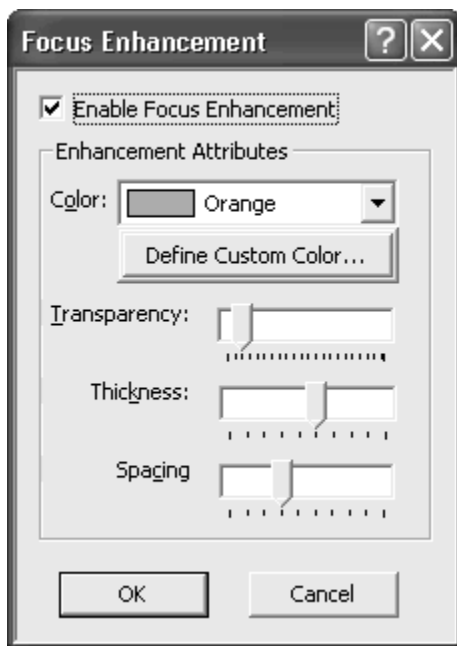 Focus Enhancement
Enable Focus Enhancement
Enhancement Attributes
Color: Orange
Define Custom Color...
Transparency:
Thickness:
Spacing
OK Cancel